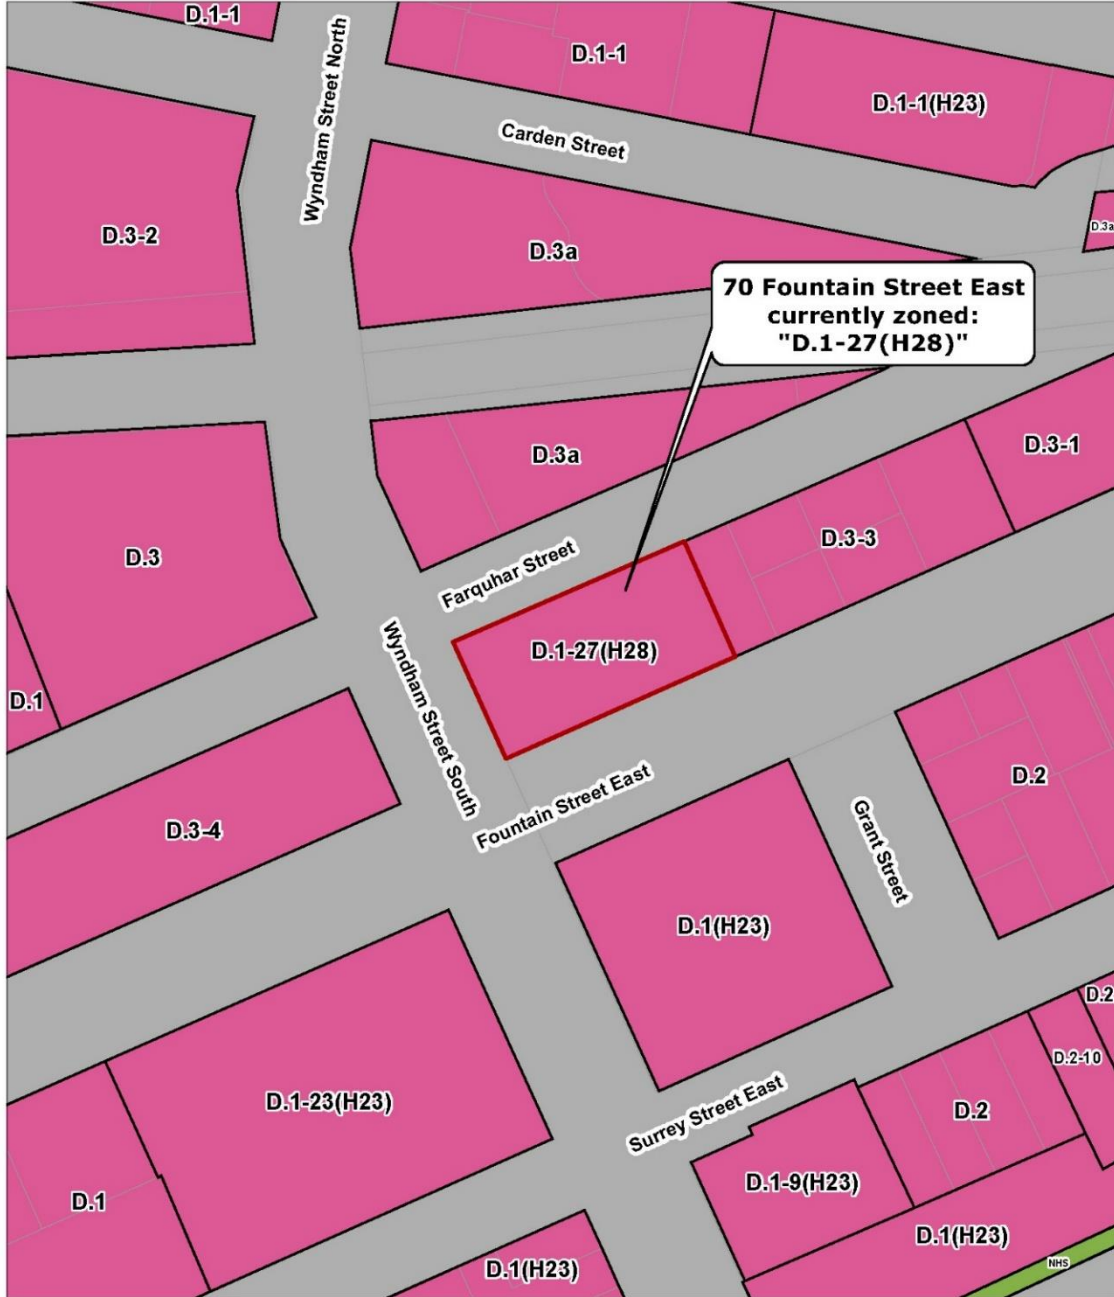 D.1-1
Wyndham Street North
D.1-1
D.1-1(H23)
Carden Street
D.3-2
D.3a
D.3a
70 Fountain Street East
currently zoned:
"D.1-27(H28)"
D.3a
D.3-1
D.3
D.3-3
Farquhar Street
D.1-27(H28)
Wyndham Street South
D.1
D.2
Fountain Street East
D.3-4
Grant Street
D.1(H23)
D.2
D.2-10
D.1-23(H23)
D.2
Surrey Street East
D.1-9(H23)
D.1
D.1(H23)
NHS
D.1(H23)